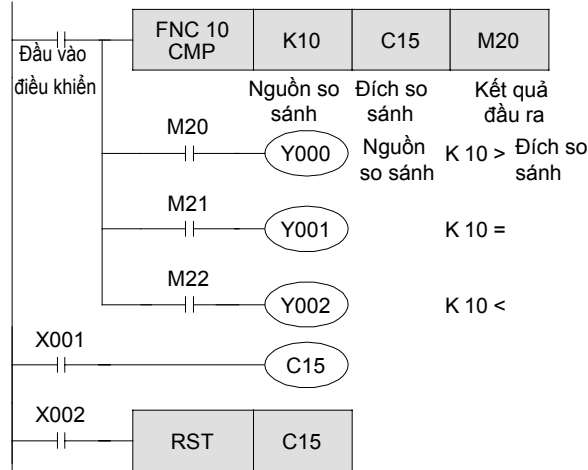 FNC 10
CMP
K10
C15
M20
Đầu vào
điều khiển
Nguồn so
sánh
Đích so
sánh
Kết quả
đầu ra
M20
Y000
Nguồn
so sánh
K 10 >
Đích so
sánh
M21
Y001
K 10 =
M22
Y002
K 10 <
X001
C15
X002
RST
C15